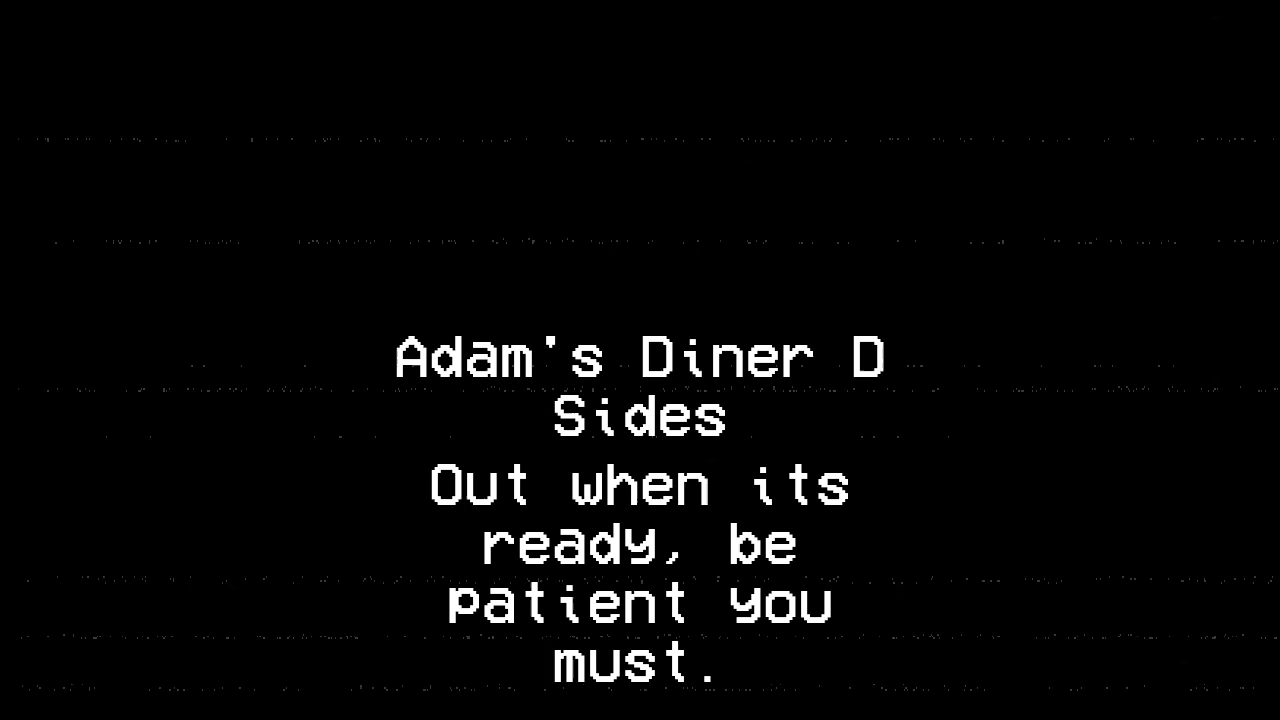 Adam's Diner D
Sides
Out when its
ready, be
patient you
must.